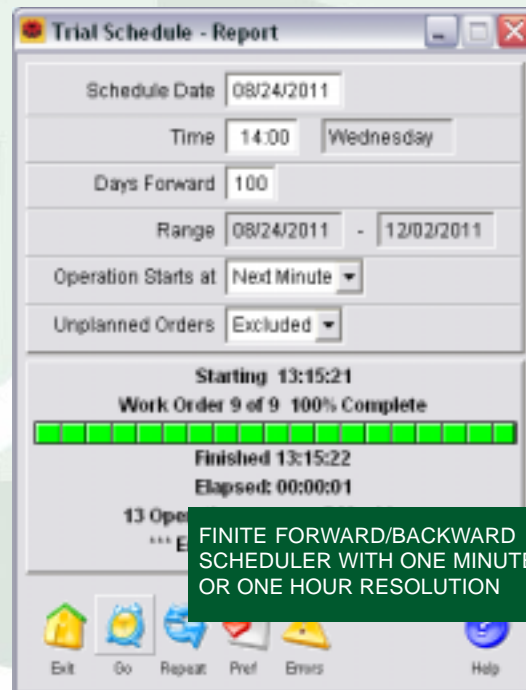 Trial Schedule - Report
Schedule Date 08/24/2011
Time 14:00 Wednesday
Days Forward 100
Range 08/24/2011 - 12/02/2011
Operation Starts at Next Minute
Unplanned Orders Excluded
Starting 13:15:21
Work Order 9 of 9 100% Complete
Finished 13:15:22
Elapsed: 00:00:01
13
***
FINITE FORWARD/BACKWARD
SCHEDULER WITH ONE MINUTE
OR ONE HOUR RESOLUTION
Exit Go Repeat Pref Errors Help